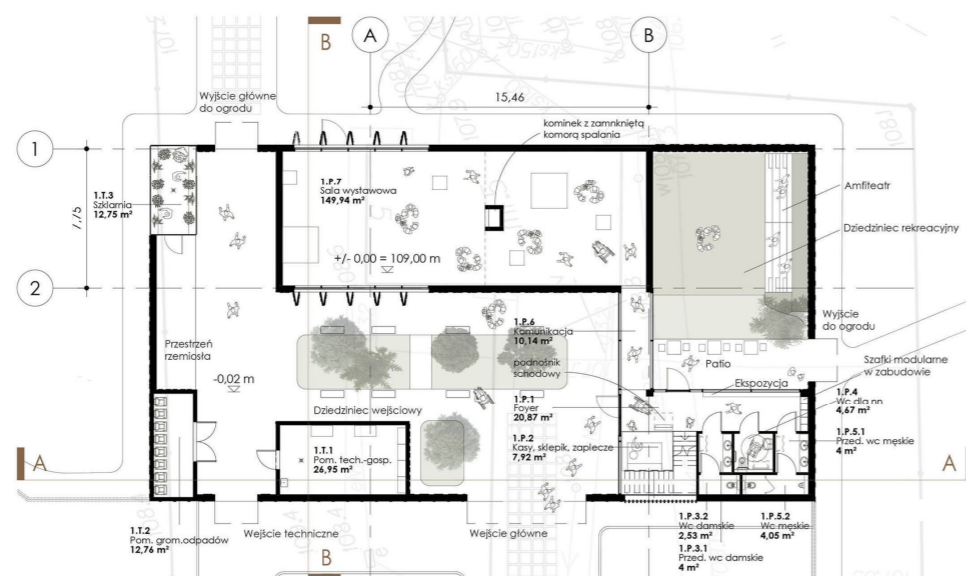 B
A
B
15,46
Wyjście główne
do ogrodu
kominek z zamnkniętą
komorą spalania
1
1.T.3
Szklarnia
12,75 m²
1.P.7
Sala wystawowa
149,94 m²
Amfiteatr
Dziedziniec rekreacyjny
7,75
+/- 0,00 = 109,00 m
2
1.P.6
Komunikacja
10,14 m²
Wyjście
do ogrodu
Przestrzeń
rzemiosła
-0,02 m
podnośnik
schodowy
Patio
Szafki modularne
w zabudowie
Ekspozycja
Dziedziniec wejściowy
1.P.1
Foyer
20,87 m²
1.P.4
Wc dla nn
4,67 m²
1.P.2
Kasy, sklepik, zaplecze
7,92 m²
1.P.5.1
Przed. wc męskie
4 m²
1.T.1
Pom. tech.-gosp.
26,95 m²
A
A
1.T.2
Pom. grom.odpadów
12,76 m²
Wejście techniczne
Wejście główne
1.P.3.2
Wc damskie
2,53 m²
1.P.5.2
Wc męskie
4,05 m²
1.P.3.1
Przed. wc damskie
4 m²
B